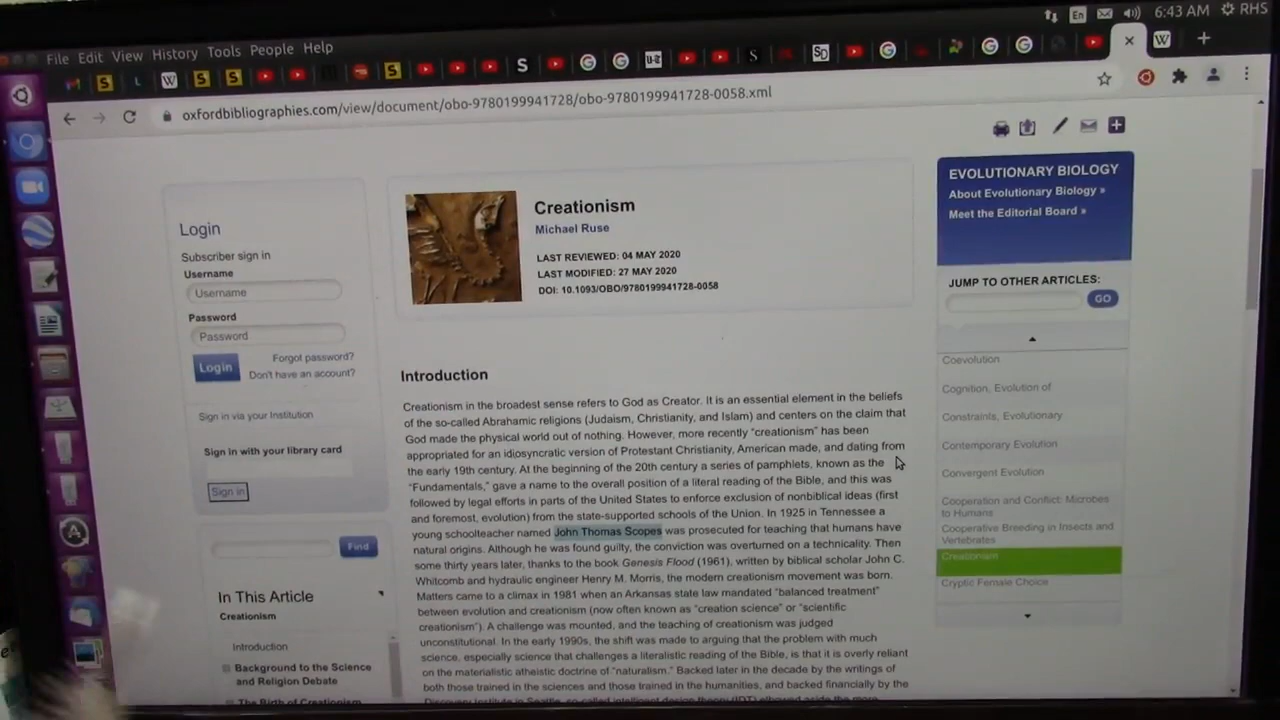 File Edit View History Tools People Help
En 6:43 AM RHS
oxfordbibliographies.com/view/document/obo-9780199941728/obo-9780199941728-0058.xml
Login
Subscriber sign in
Username
Username
Password
Password
Login
Forgot password?
Don't have an account?
Sign in via your Institution
Sign in with your library card
Sign in
Find
In This Article
Creationism
Introduction
Background to the Science
and Religion Debate
The Birth of Creationism
Creationism
Michael Ruse
LAST REVIEWED: 04 MAY 2020
LAST MODIFIED: 27 MAY 2020
DOI: 10.1093/OBO/9780199941728-0058
Introduction
Creationism in the broadest sense refers to God as Creator. It is an essential element in the beliefs
of the so-called Abrahamic religions (Judaism, Christianity, and Islam) and centers on the claim that
God made the physical world out of nothing. However, more recently “creationism” has been
appropriated for an idiosyncratic version of Protestant Christianity, American made, and dating from
the early 19th century. At the beginning of the 20th century a series of pamphlets, known as the
“Fundamentals,” gave a name to the overall position of a literal reading of the Bible, and this was
followed by legal efforts in parts of the United States to enforce exclusion of nonbiblical ideas (first
and foremost, evolution) from the state-supported schools of the Union. In 1925 in Tennessee a
young schoolteacher named John Thomas Scopes was prosecuted for teaching that humans have
natural origins. Although he was found guilty, the conviction was overturned on a technicality. Then
some thirty years later, thanks to the book Genesis Flood (1961), written by biblical scholar John C.
Whitcomb and hydraulic engineer Henry M. Morris, the modern creationism movement was born.
Matters came to a climax in 1981 when an Arkansas state law mandated “balanced treatment”
between evolution and creationism (now often known as “creation science” or “scientific
creationism”). A challenge was mounted, and the teaching of creationism was judged
unconstitutional. In the early 1990s, the shift was made to arguing that the problem with much
science, especially science that challenges a literalistic reading of the Bible, is that it is overly reliant
on the materialistic atheistic doctrine of “naturalism.” Backed later in the decade by the writings of
both those trained in the sciences and those trained in the humanities, and backed financially by the
Discovery Institute in Seattle, so-called intelligent design theory (IDT) elbowed aside the more
EVOLUTIONARY BIOLOGY
About Evolutionary Biology »
Meet the Editorial Board »
JUMP TO OTHER ARTICLES:
GO
Coevolution
Cognition, Evolution of
Constraints, Evolutionary
Contemporary Evolution
Convergent Evolution
Cooperation and Conflict: Microbes
to Humans
Cooperative Breeding in Insects and
Vertebrates
Creationism
Cryptic Female Choice